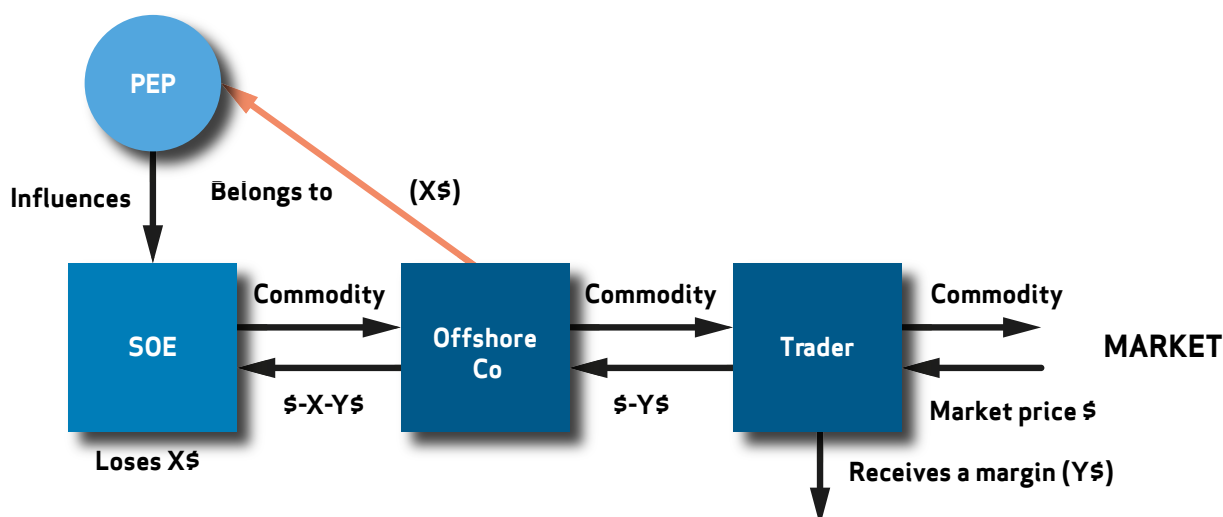 PEP
Influences
Belongs to
(X$)
Commodity
Commodity
Commodity
SOE
Offshore
Co
Trader
MARKET
$-X-Y$
$-Y$
Market price $
Loses X$
Receives a margin (Y$)